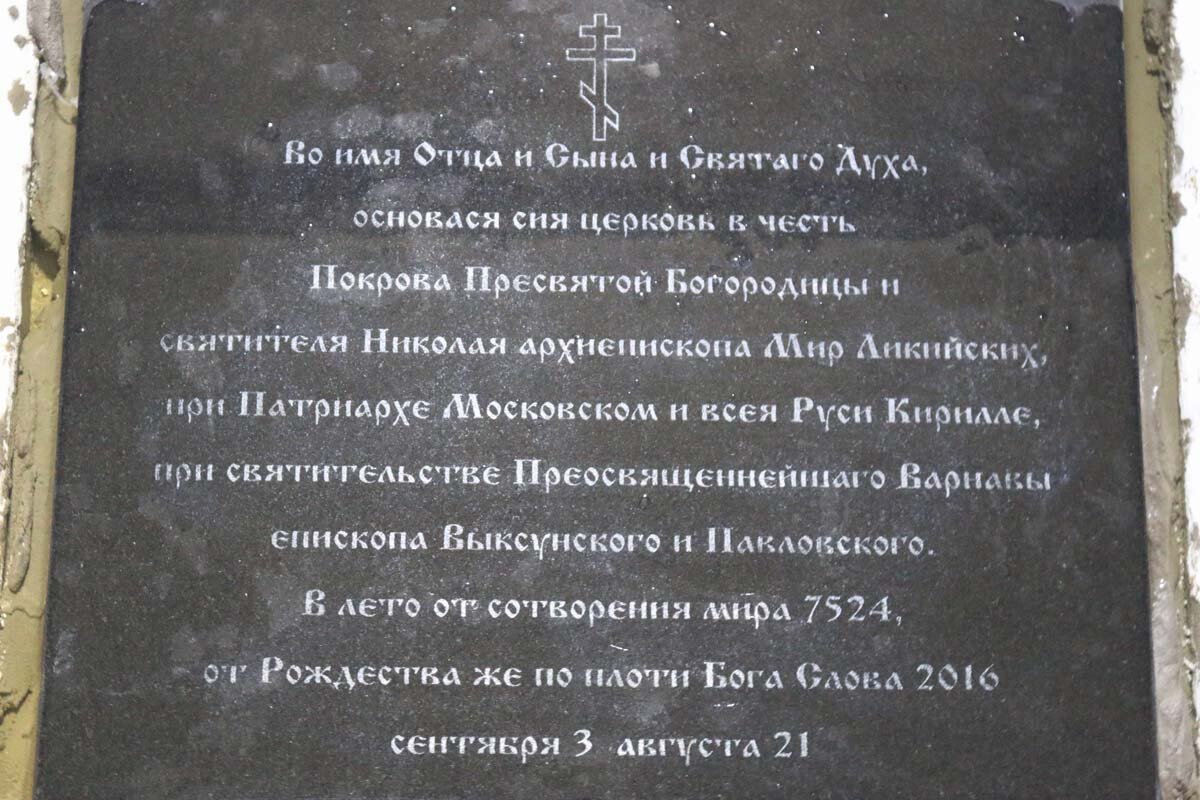 Во имя Отца и Сына и Святаго Духа,
основася сия церковь в честь
Покрова Пресвятой Богородицы и
святителя Николая архиепископа Мир Ликийских,
при Патриархе Московском и всея Руси Кирилле,
при святительстве Преосвященнейшаго Варнавы
епископа Выксунского и Павловского.
В лето от сотворения мира 7524,
от Рождества же по плоти Бога Слова 2016
сентября 3 августа 21